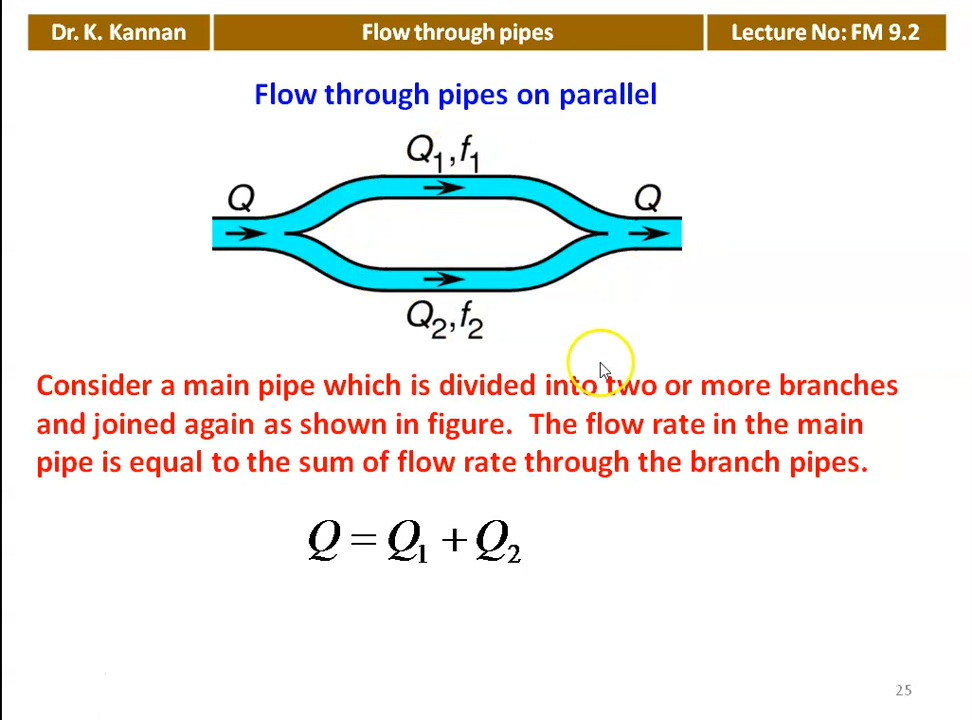 Dr. K. Kannan
Flow through pipes
Lecture No: FM 9.2
Flow through pipes on parallel
Q₁,f₁
Q
Q
Q₂,f₂
Consider a main pipe which is divided into two or more branches
and joined again as shown in figure.  The flow rate in the main
pipe is equal to the sum of flow rate through the branch pipes.
Q = Q₁ + Q₂
25